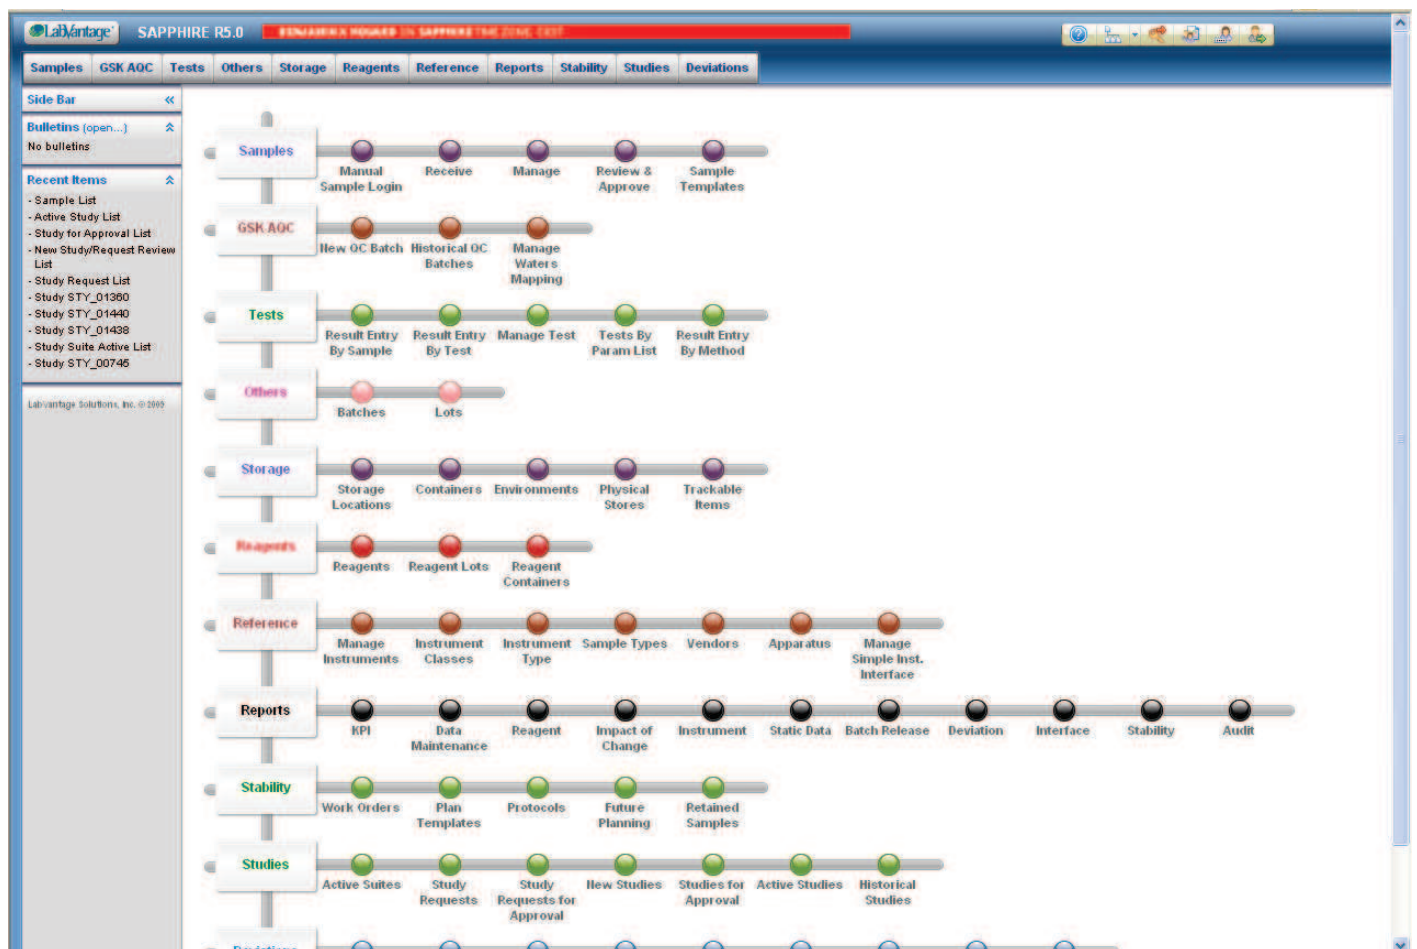 LabVantage SAPPHIRE R5.0
Samples GSK AQC Tests Others Storage Reagents Reference Reports Stability Studies Deviations
Side Bar
Bulletins (open...)
No bulletins
Recent Items
- Sample List
- Active Study List
- Study for Approval List
- New Study/Request Review
List
- Study Request List
- Study STY_01360
- Study STY_01440
- Study STY_01438
- Study Suite Active List
- Study STY_00745
LabVantage Solutions, Inc. © 2009
Samples
Manual
Sample Login
Receive
Manage
Review &
Approve
Sample
Templates
GSK AQC
New QC Batch
Historical QC
Batches
Manage
Waters
Mapping
Tests
Result Entry
By Sample
Result Entry
By Test
Manage Test
Tests By
Param List
Result Entry
By Method
Others
Batches
Lots
Storage
Storage
Locations
Containers
Environments
Physical
Stores
Trackable
Items
Reagents
Reagents
Reagent Lots
Reagent
Containers
Reference
Manage
Instruments
Instrument
Classes
Instrument
Type
Sample Types
Vendors
Apparatus
Manage
Simple Inst.
Interface
Reports
KPI
Data
Maintenance
Reagent
Impact of
Change
Instrument
Static Data
Batch Release
Deviation
Interface
Stability
Audit
Stability
Work Orders
Plan
Templates
Protocols
Future
Planning
Retained
Samples
Studies
Active Suites
Study
Requests
Study
Requests for
Approval
New Studies
Studies for
Approval
Active Studies
Historical
Studies
Deviations